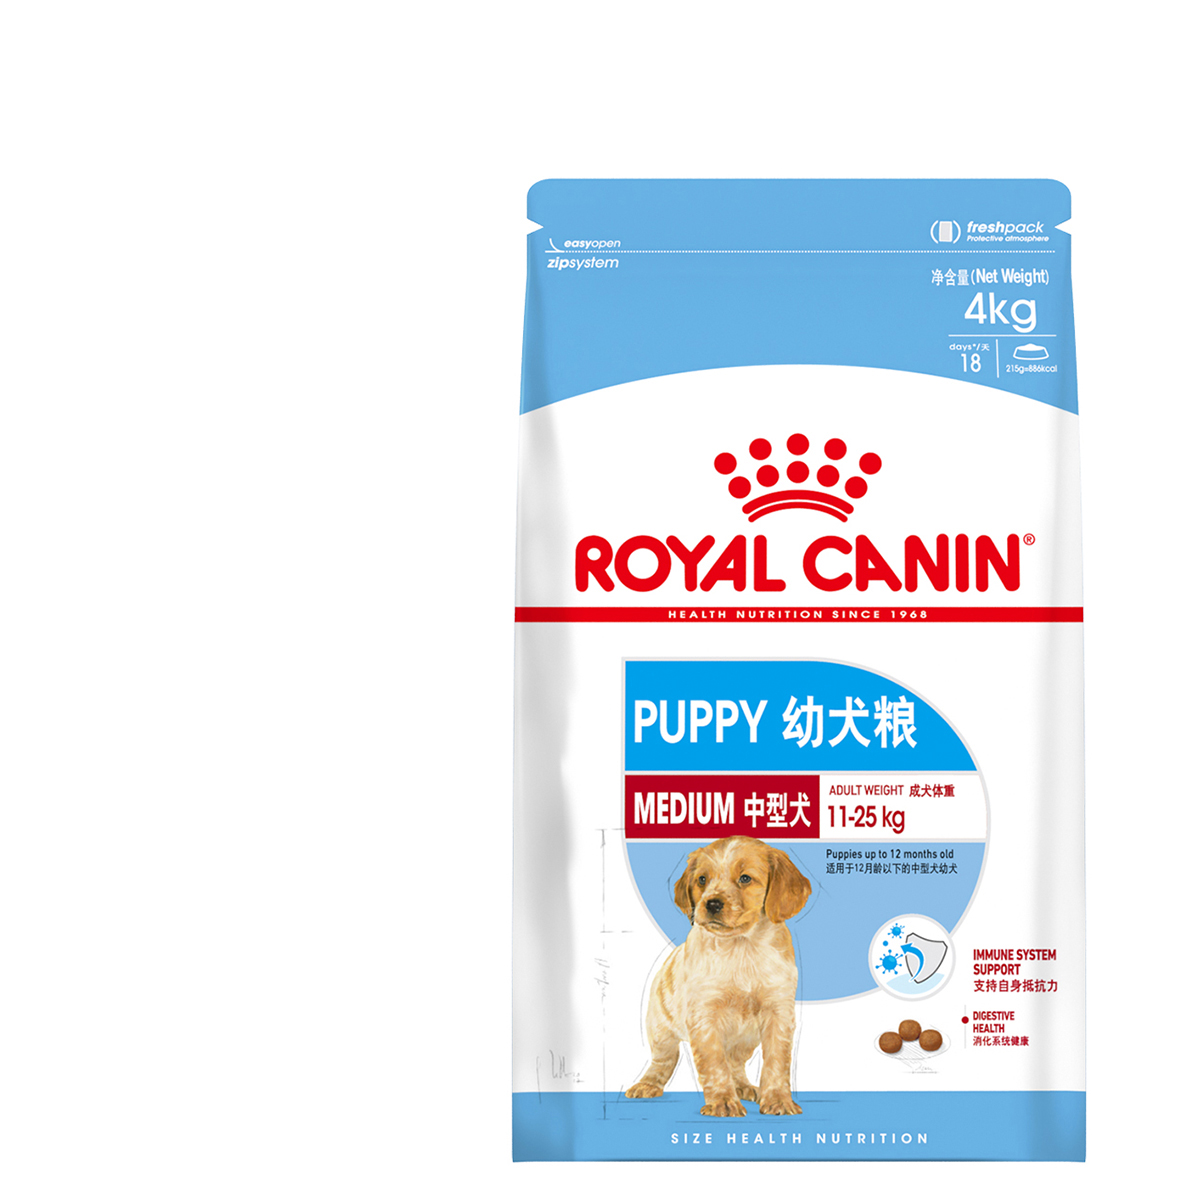 easyopen
zipsystem
freshpack
Protective atmosphere
净含量(Net Weight)
4kg
days*/天
18
215g=886kcal
ROYAL CANIN®
HEALTH NUTRITION SINCE 1968
PUPPY 幼犬粮
MEDIUM 中型犬
ADULT WEIGHT 成犬体重
11-25 kg
Puppies up to 12 months old
适用于12月龄以下的中型犬幼犬
IMMUNE SYSTEM
SUPPORT
支持自身抵抗力
DIGESTIVE
HEALTH
消化系统健康
SIZE HEALTH NUTRITION